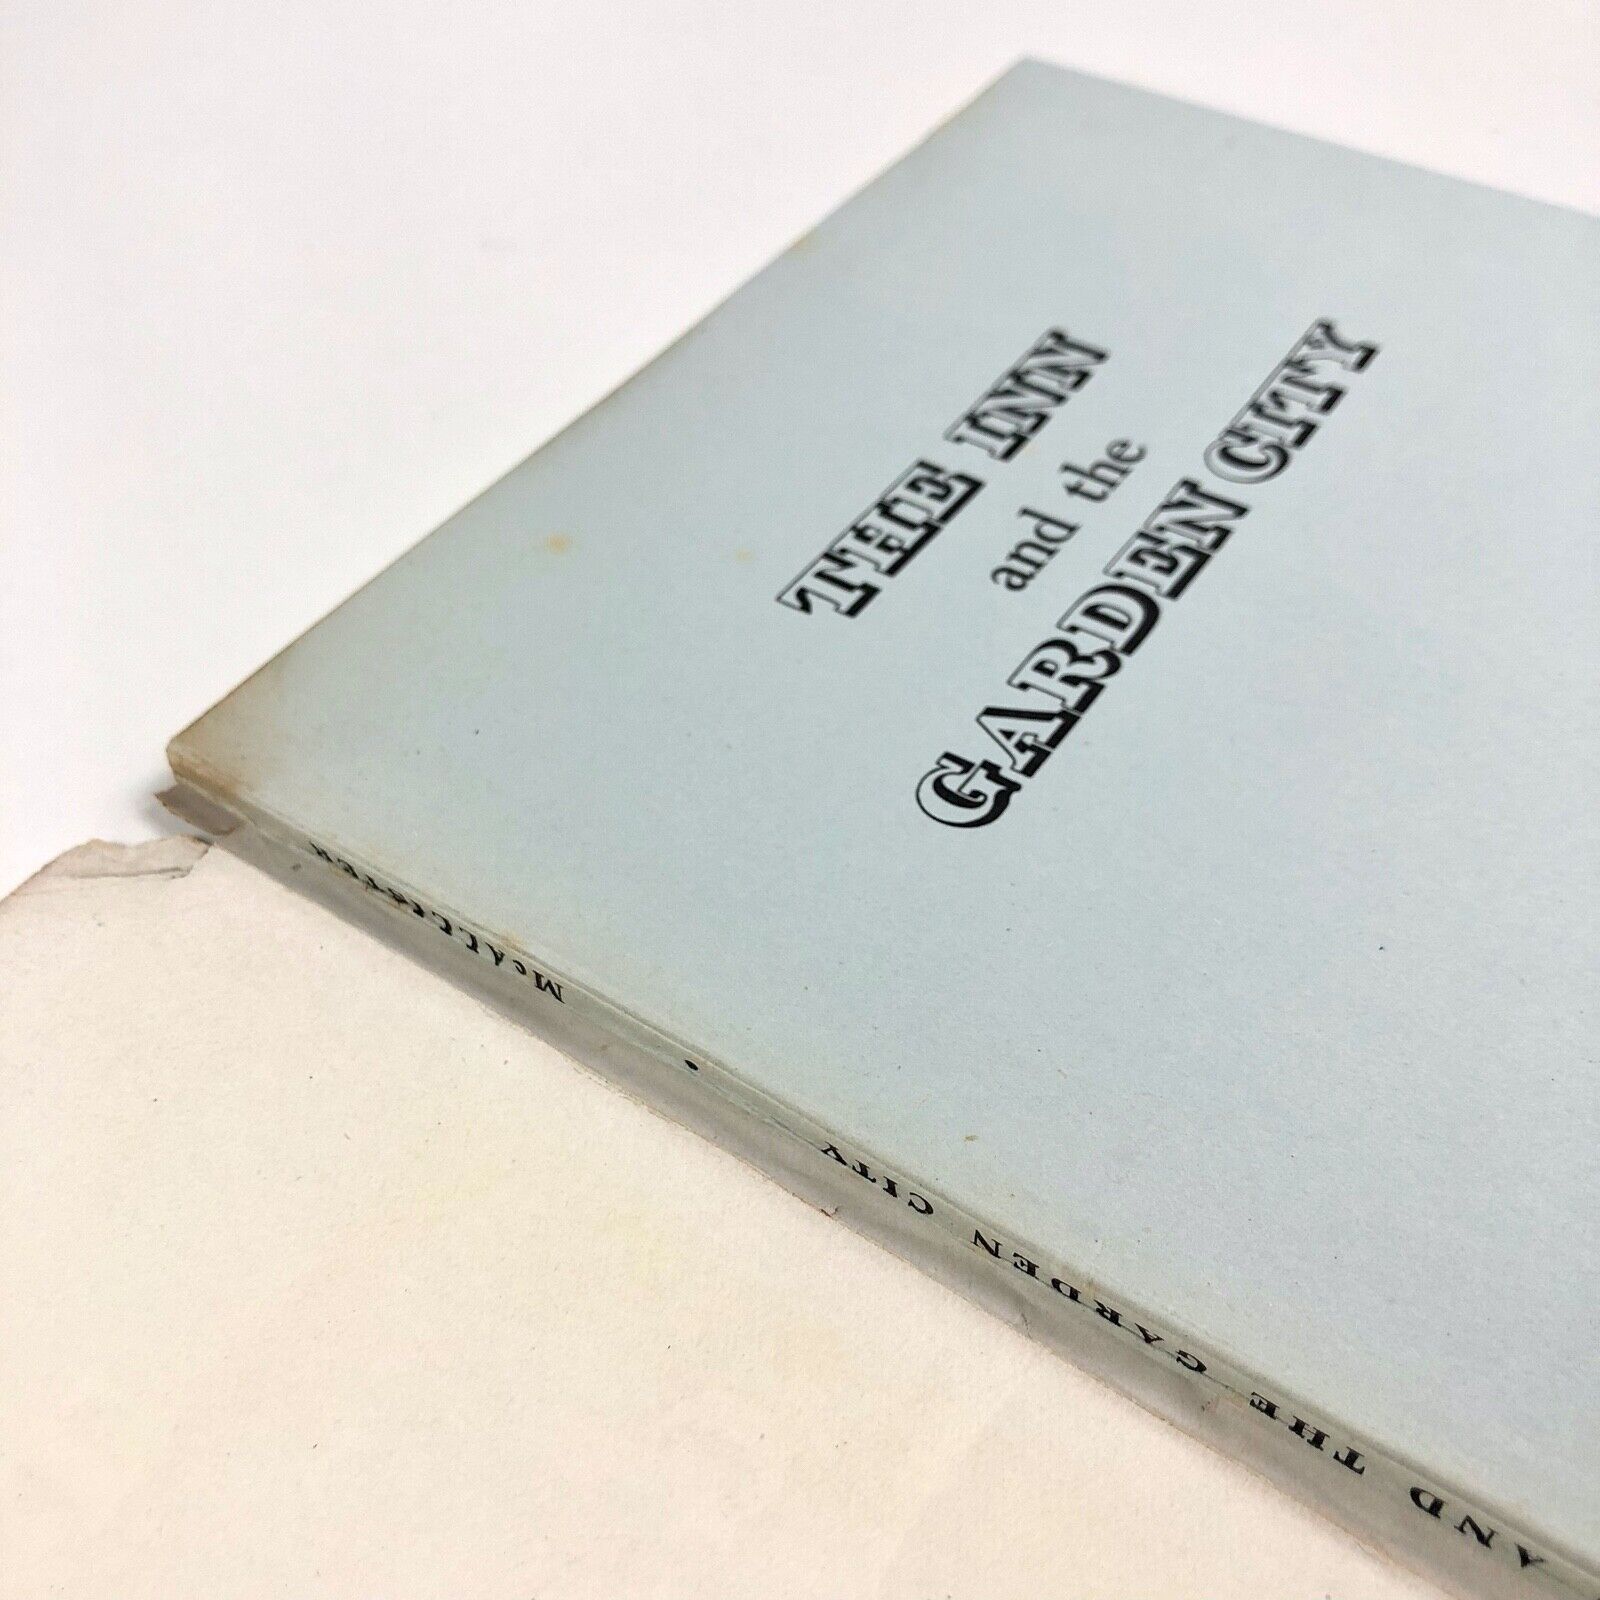 THE INN
and the
GARDEN CITY
AND THE GARDEN CITY • McALLISTER